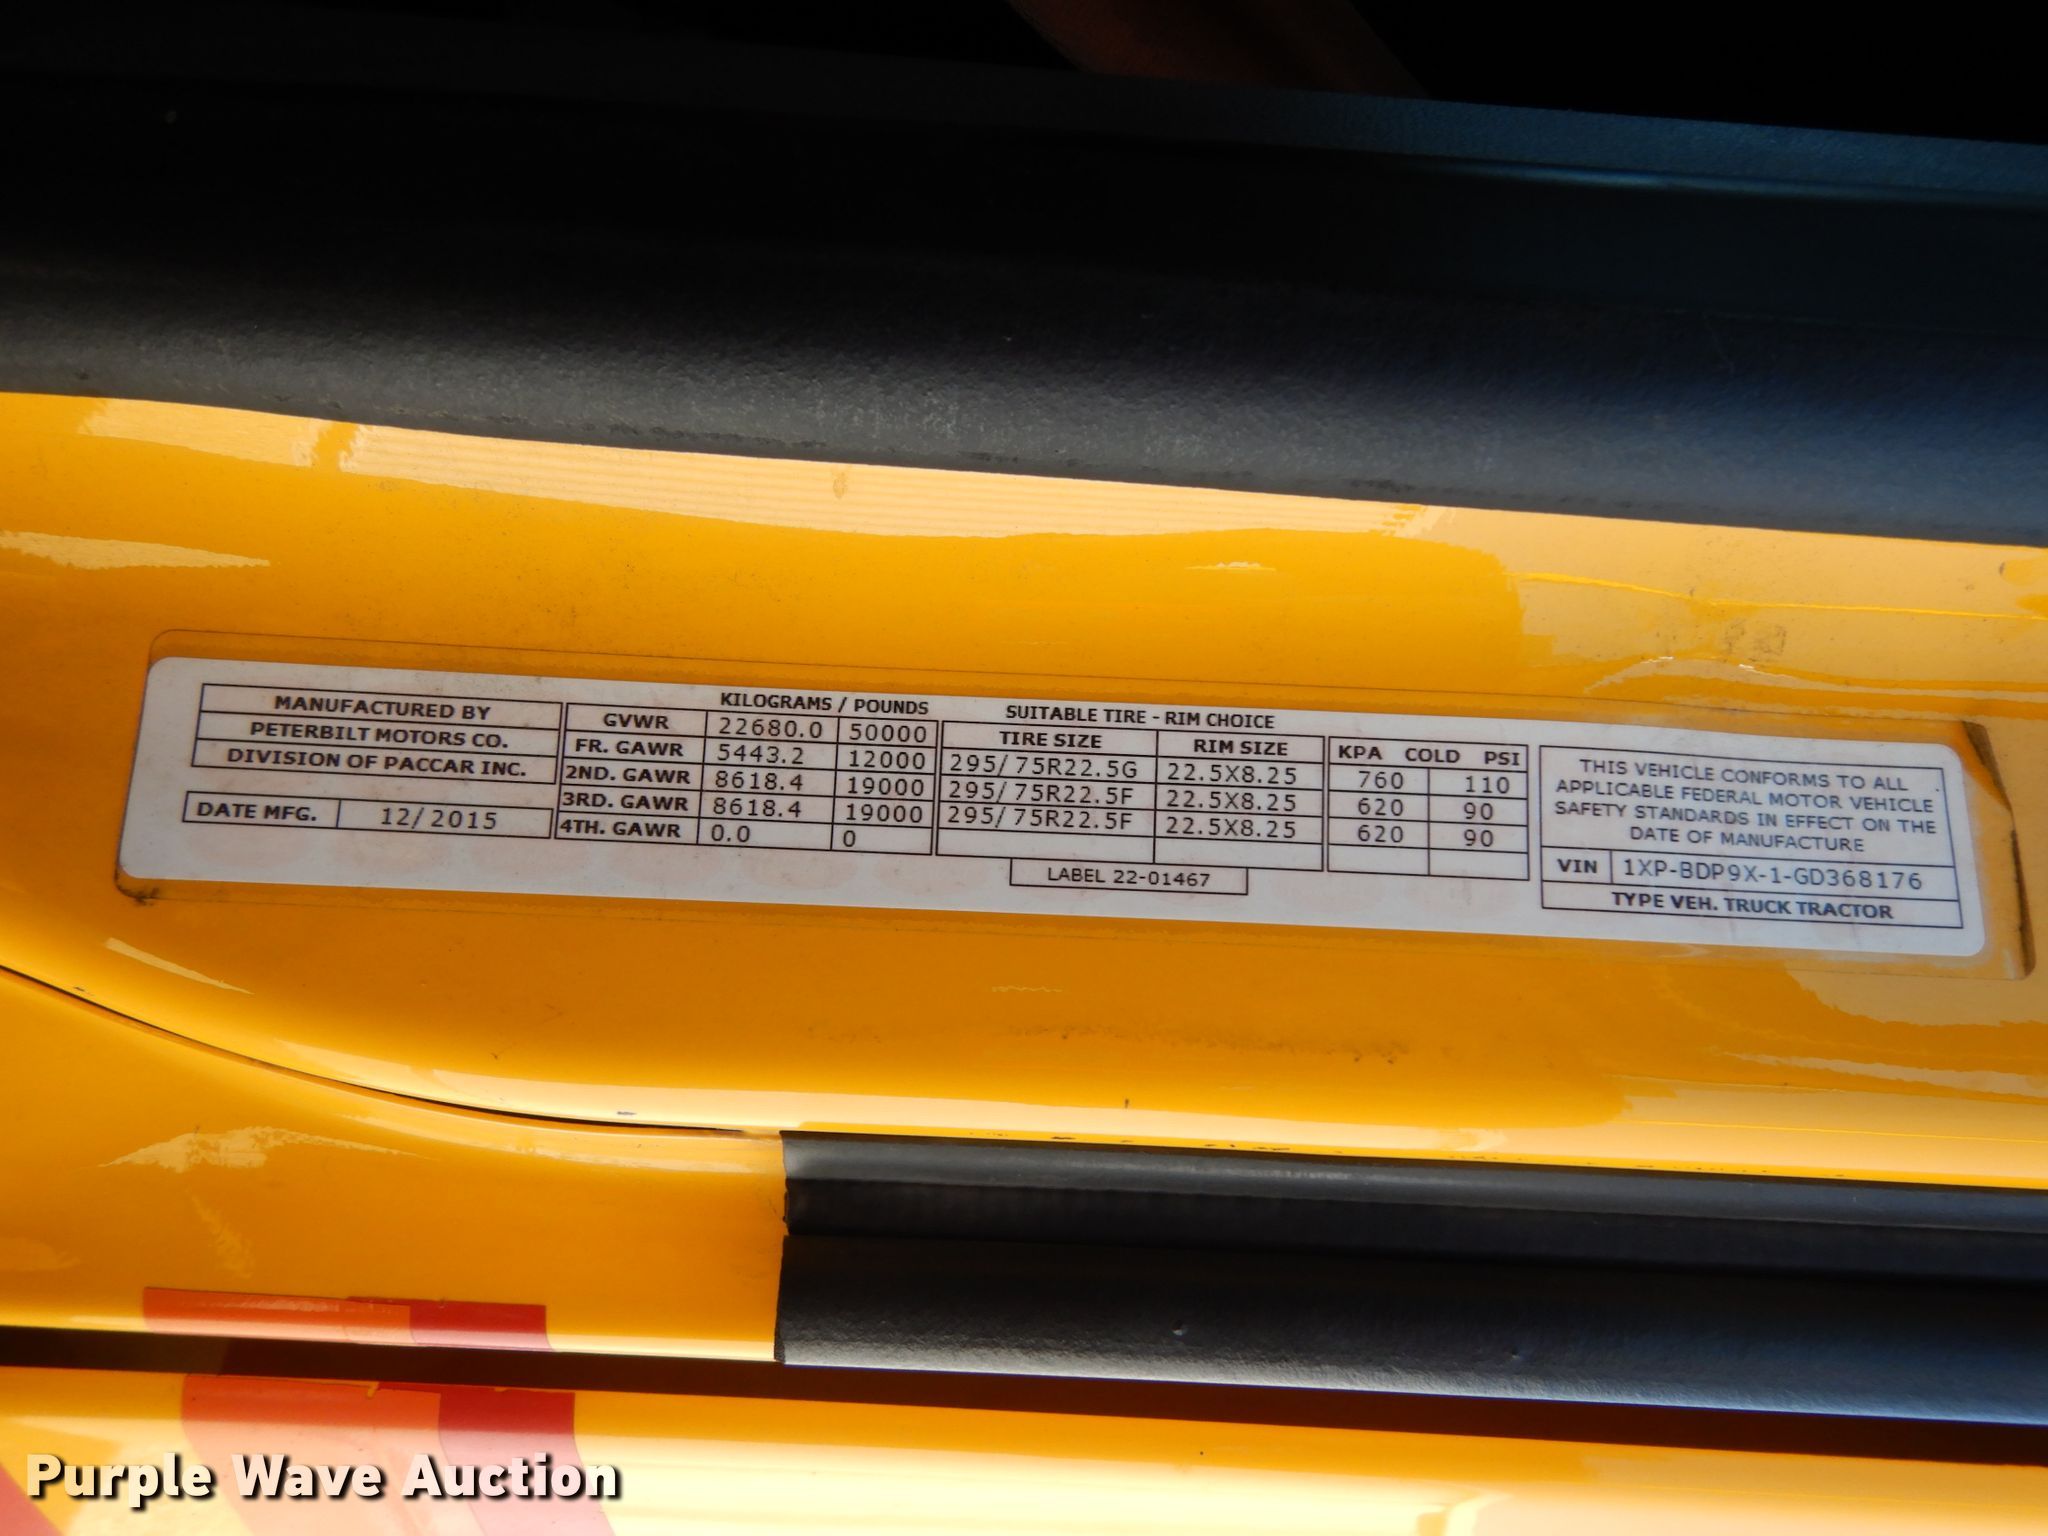 MANUFACTURED BY
PETERBILT MOTORS CO.
DIVISION OF PACCAR INC.
DATE MFG. 12/2015
KILOGRAMS / POUNDS
GVWR 22680.0 50000
FR. GAWR 5443.2 12000
2ND. GAWR 8618.4 19000
3RD. GAWR 8618.4 19000
4TH. GAWR 0.0 0
SUITABLE TIRE - RIM CHOICE
TIRE SIZE RIM SIZE
295/75R22.5G 22.5X8.25
295/75R22.5F 22.5X8.25
295/75R22.5F 22.5X8.25
KPA COLD PSI
760 110
620 90
620 90
LABEL 22-01467
THIS VEHICLE CONFORMS TO ALL
APPLICABLE FEDERAL MOTOR VEHICLE
SAFETY STANDARDS IN EFFECT ON THE
DATE OF MANUFACTURE
VIN 1XP-BDP9X-1-GD368176
TYPE VEH. TRUCK TRACTOR
Purple Wave Auction